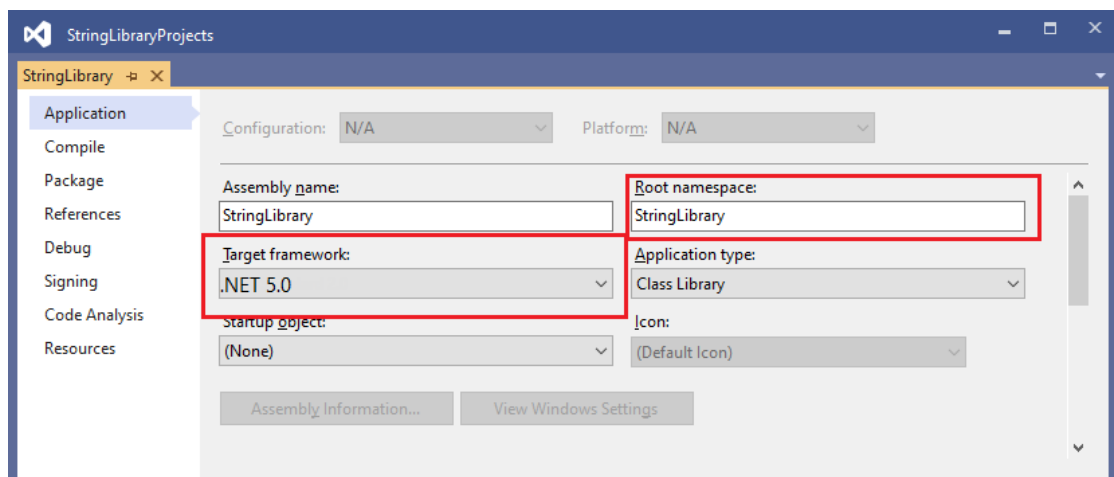 StringLibraryProjects
StringLibrary
Application
Compile
Package
References
Debug
Signing
Code Analysis
Resources
Configuration: N/A Platform: N/A
Assembly name: Root namespace:
StringLibrary StringLibrary
Target framework: Application type:
.NET 5.0 Class Library
Startup object: Icon:
(None) (Default Icon)
Assembly Information... View Windows Settings